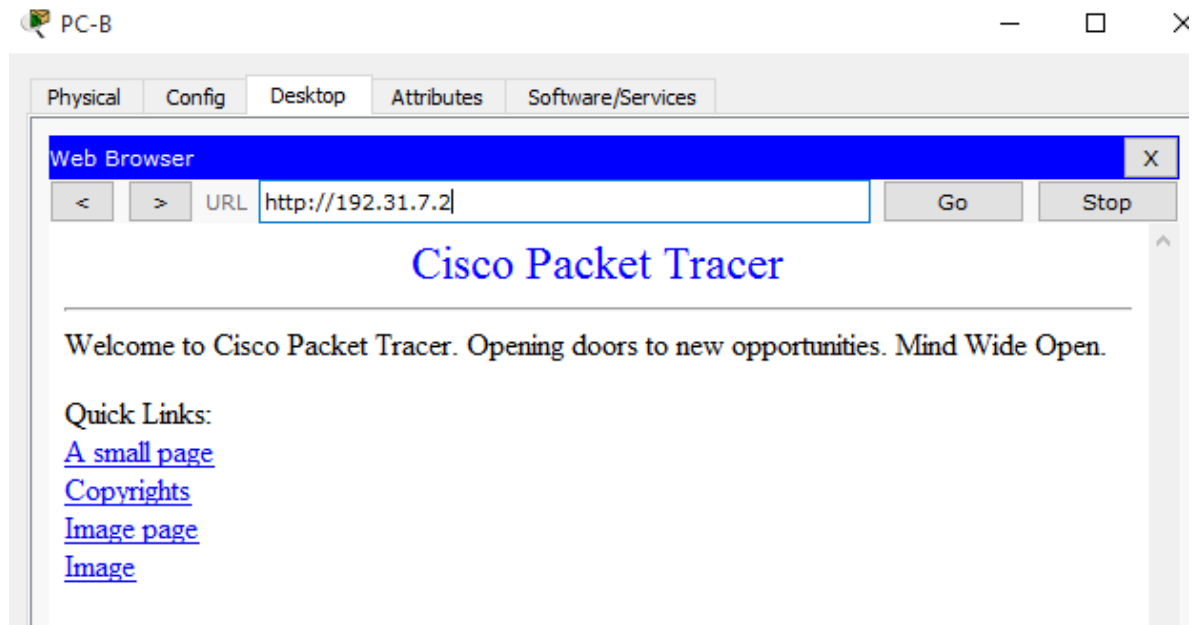 PC-B
Physical Config Desktop Attributes Software/Services
Web Browser X
< > URL http://192.31.7.2 Go Stop
Cisco Packet Tracer
Welcome to Cisco Packet Tracer. Opening doors to new opportunities. Mind Wide Open.
Quick Links:
A small page
Copyrights
Image page
Image